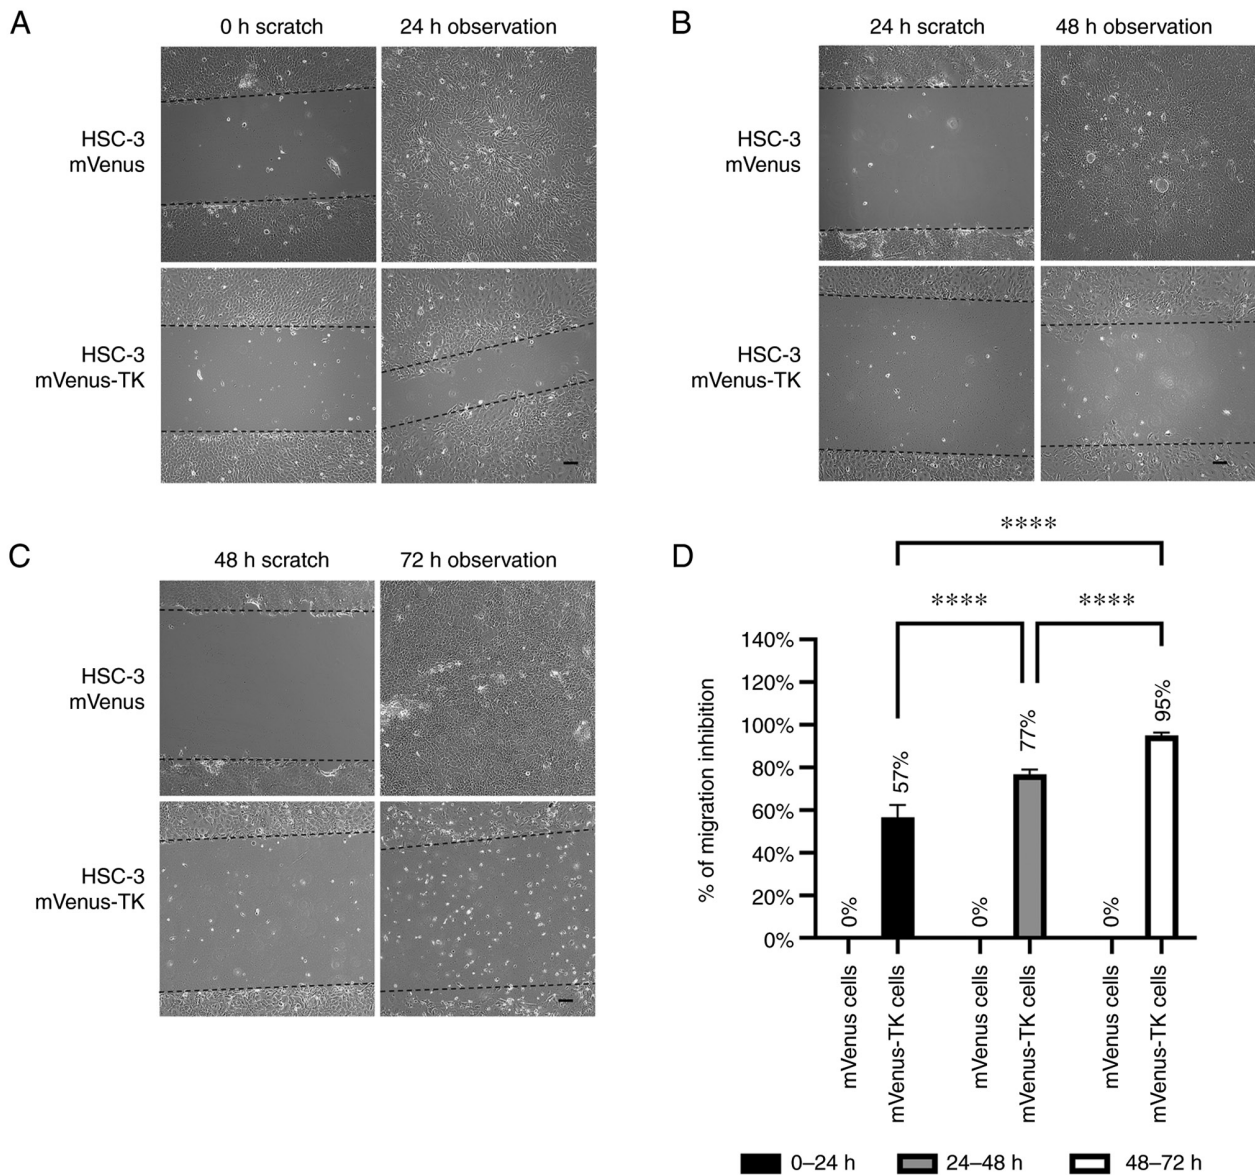 A
0 h scratch
24 h observation
HSC-3
mVenus
HSC-3
mVenus-TK
B
24 h scratch
48 h observation
HSC-3
mVenus
HSC-3
mVenus-TK
C
48 h scratch
72 h observation
HSC-3
mVenus
HSC-3
mVenus-TK
D
****
****
****
% of migration inhibition
140%
120%
100%
80%
60%
40%
20%
0%
0%
57%
0%
77%
0%
95%
mVenus cells
mVenus-TK cells
mVenus cells
mVenus-TK cells
mVenus cells
mVenus-TK cells
0–24 h
24–48 h
48–72 h